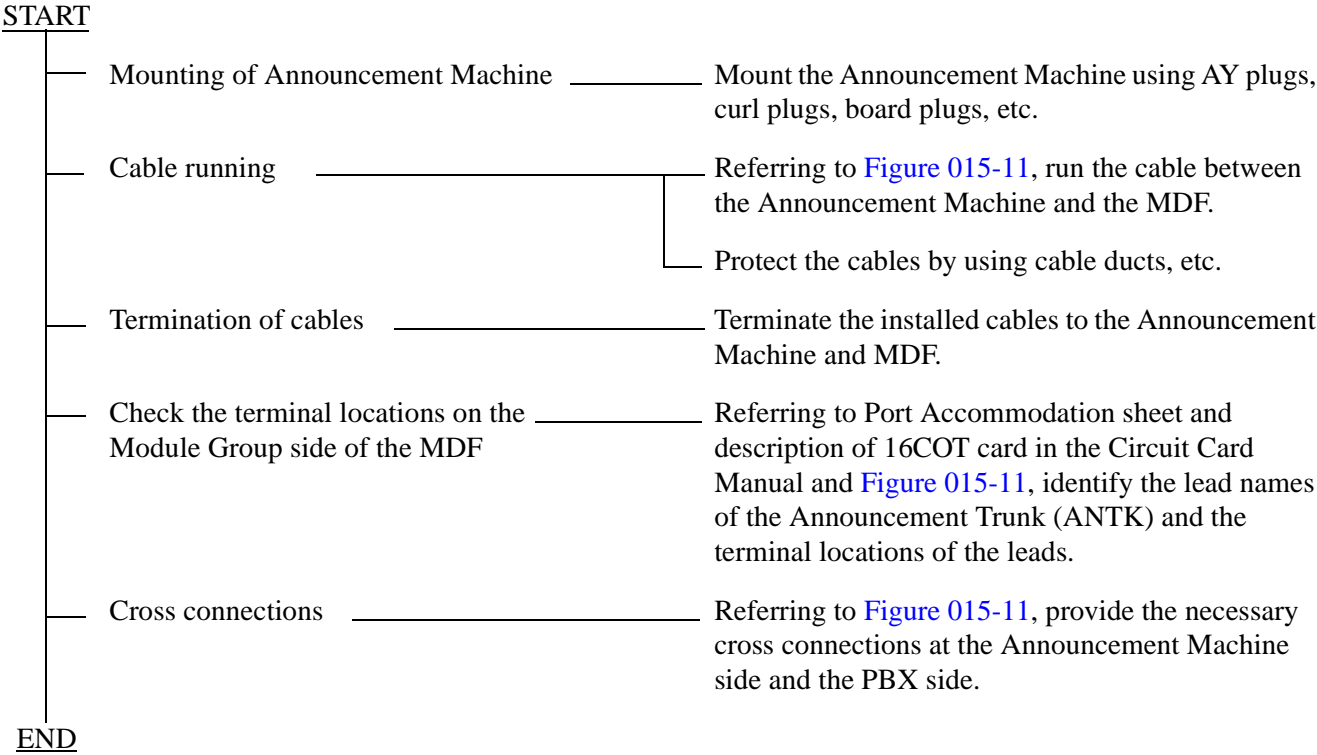 START
Mounting of Announcement Machine
Mount the Announcement Machine using AY plugs,
curl plugs, board plugs, etc.
Cable running
Referring to Figure 015-11, run the cable between
the Announcement Machine and the MDF.
Protect the cables by using cable ducts, etc.
Termination of cables
Terminate the installed cables to the Announcement
Machine and MDF.
Check the terminal locations on the
Module Group side of the MDF
Referring to Port Accommodation sheet and
description of 16COT card in the Circuit Card
Manual and Figure 015-11, identify the lead names
of the Announcement Trunk (ANTK) and the
terminal locations of the leads.
Cross connections
Referring to Figure 015-11, provide the necessary
cross connections at the Announcement Machine
side and the PBX side.
END